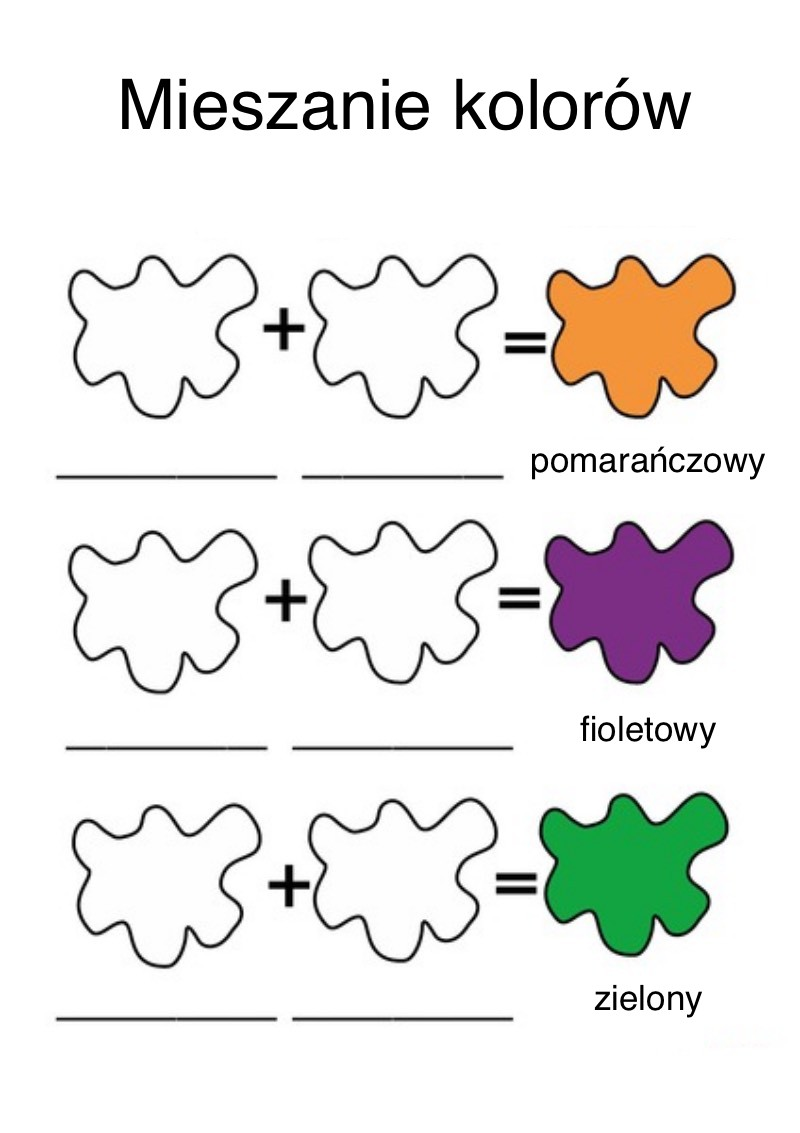 Mieszanie kolorów
+ =
pomarańczowy
+ =
fioletowy
+ =
zielony